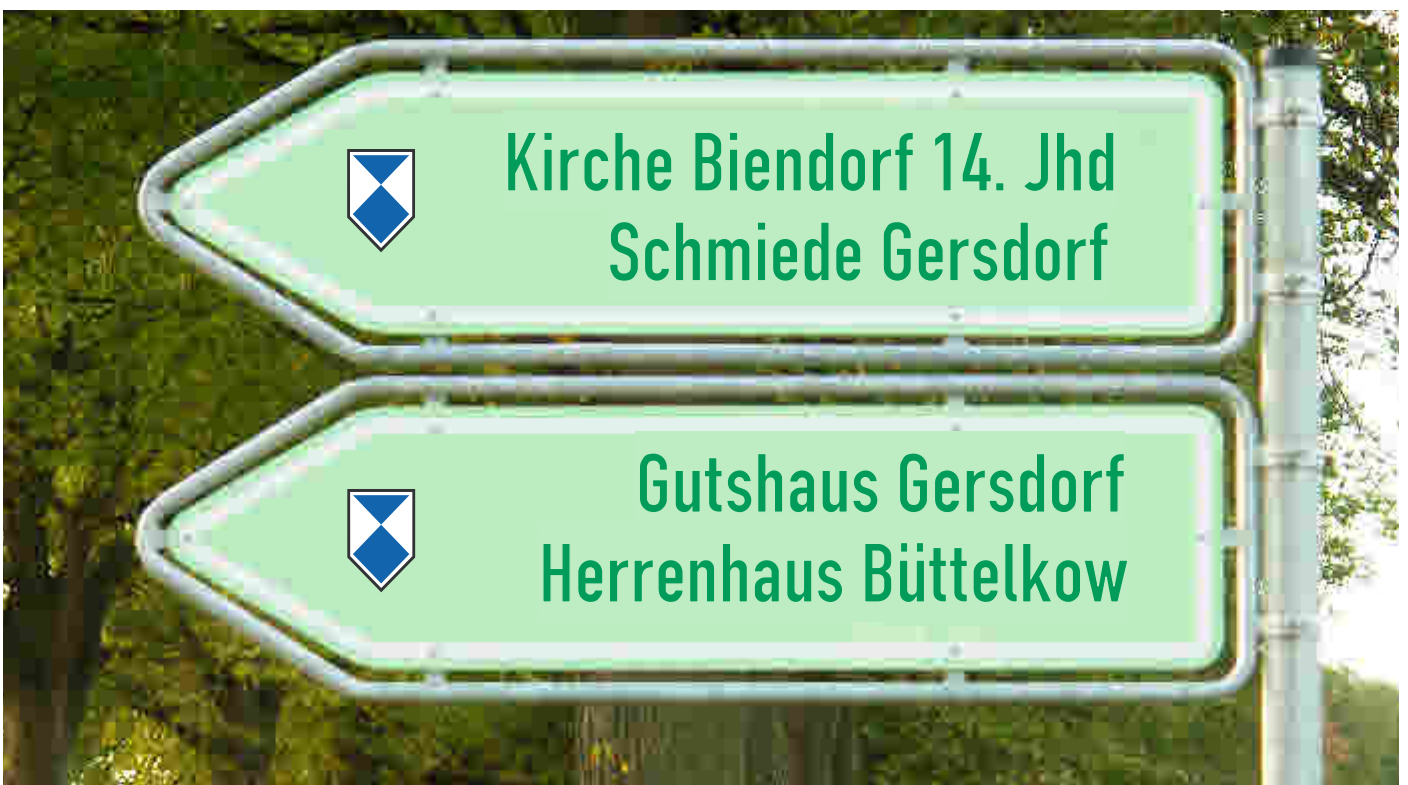 Kirche Biendorf 14. Jhd
Schmiede Gersdorf
Gutshaus Gersdorf
Herrenhaus Büttelkow